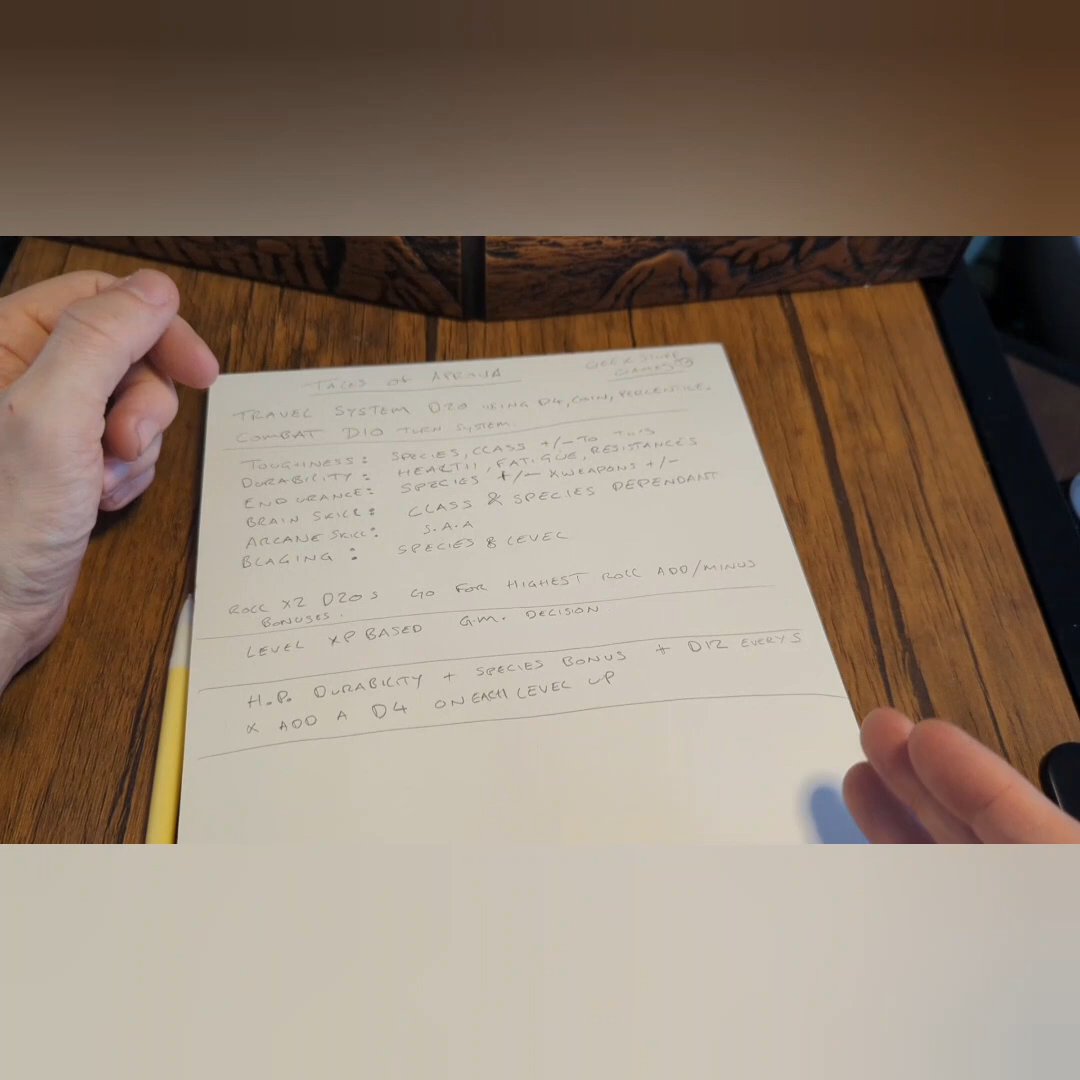 TALES OF
GEEK STUFF
TRAVEL SYSTEM D20 USING D4, COIN, PERCENTILE.
COMBAT D10 TURN SYSTEM.
TOUGHNESS: SPECIES, CLASS +/- TO THIS
DURABILITY: HEALTH, FATIGUE, RESISTANCES
ENDURANCE: SPECIES +/- WEAPONS +/-
BRAIN SKILL: CLASS & SPECIES DEPENDANT
ARCANE SKILL: S.A.A
BLAGING: SPECIES & LEVEL
ROLL X2 D20S GO FOR HIGHEST ROLL ADD/MINUS
BONUSES.
LEVEL XP BASED G.M. DECISION
H.P. DURABILITY + SPECIES BONUS + D12 EVERY 5
& ADD A D4 ON EACH LEVEL UP